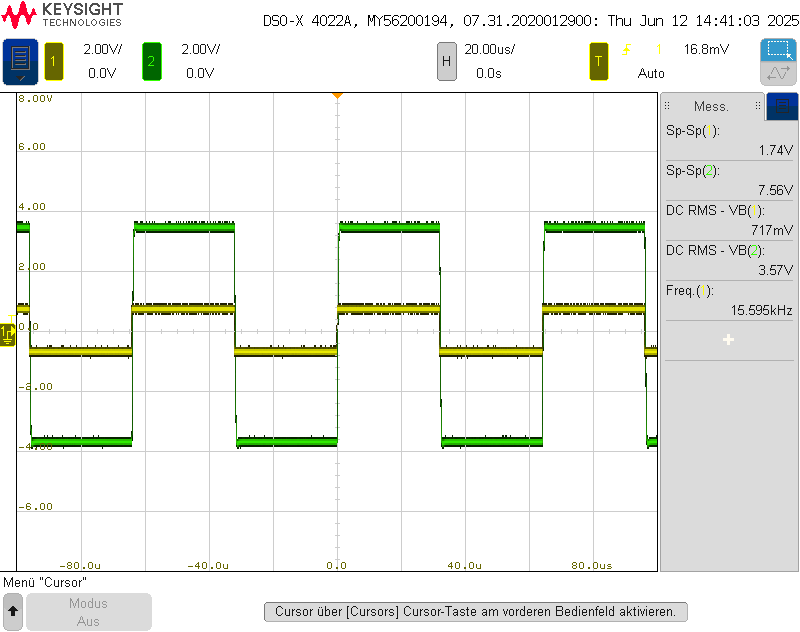 KEYSIGHT
TECHNOLOGIES
DSO-X 4022A, MY56200194, 07.31.2020012900: Thu Jun 12 14:41:03 2025
1 2.00V/ 2 2.00V/ H 20.00us/ T 1 16.8mV
0.0V 0.0V 0.0s Auto
8.00V
6.00
4.00
2.00
0.0
-2.00
-4.00
-6.00
-80.0u -40.0u 0.0 40.0u 80.0us
1
Mess.
Sp-Sp(1):
1.74V
Sp-Sp(2):
7.56V
DC RMS - VB(1):
717mV
DC RMS - VB(2):
3.57V
Freq.(1):
15.595kHz
Menü "Cursor"
Modus
Aus
Cursor über [Cursors] Cursor-Taste am vorderen Bedienfeld aktivieren.